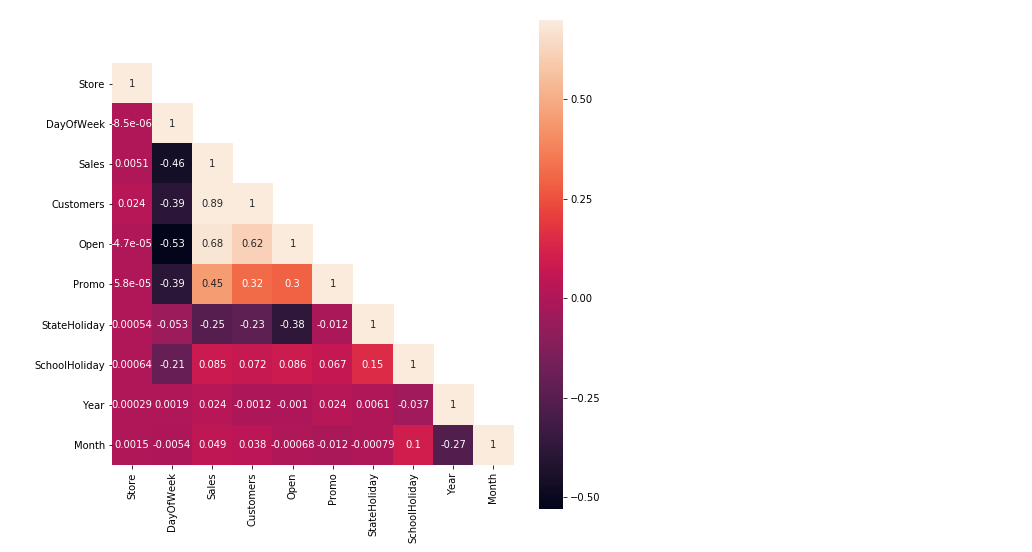 Store 1
DayOfWeek -8.5e-06 1
Sales 0.0051 -0.46 1
Customers 0.024 -0.39 0.89 1
Open -4.7e-05 -0.53 0.68 0.62 1
Promo 5.8e-05 -0.39 0.45 0.32 0.3 1
StateHoliday 0.00054 -0.053 -0.25 -0.23 -0.38 -0.012 1
SchoolHoliday 0.00064 -0.21 0.085 0.072 0.086 0.067 0.15 1
Year 0.00029 0.0019 0.024 -0.0012 -0.001 0.024 0.0061 -0.037 1
Month 0.0015 -0.0054 0.049 0.038 -0.00068 -0.012 -0.00079 0.1 -0.27 1
Store DayOfWeek Sales Customers Open Promo StateHoliday SchoolHoliday Year Month
0.50
0.25
0.00
−0.25
−0.50